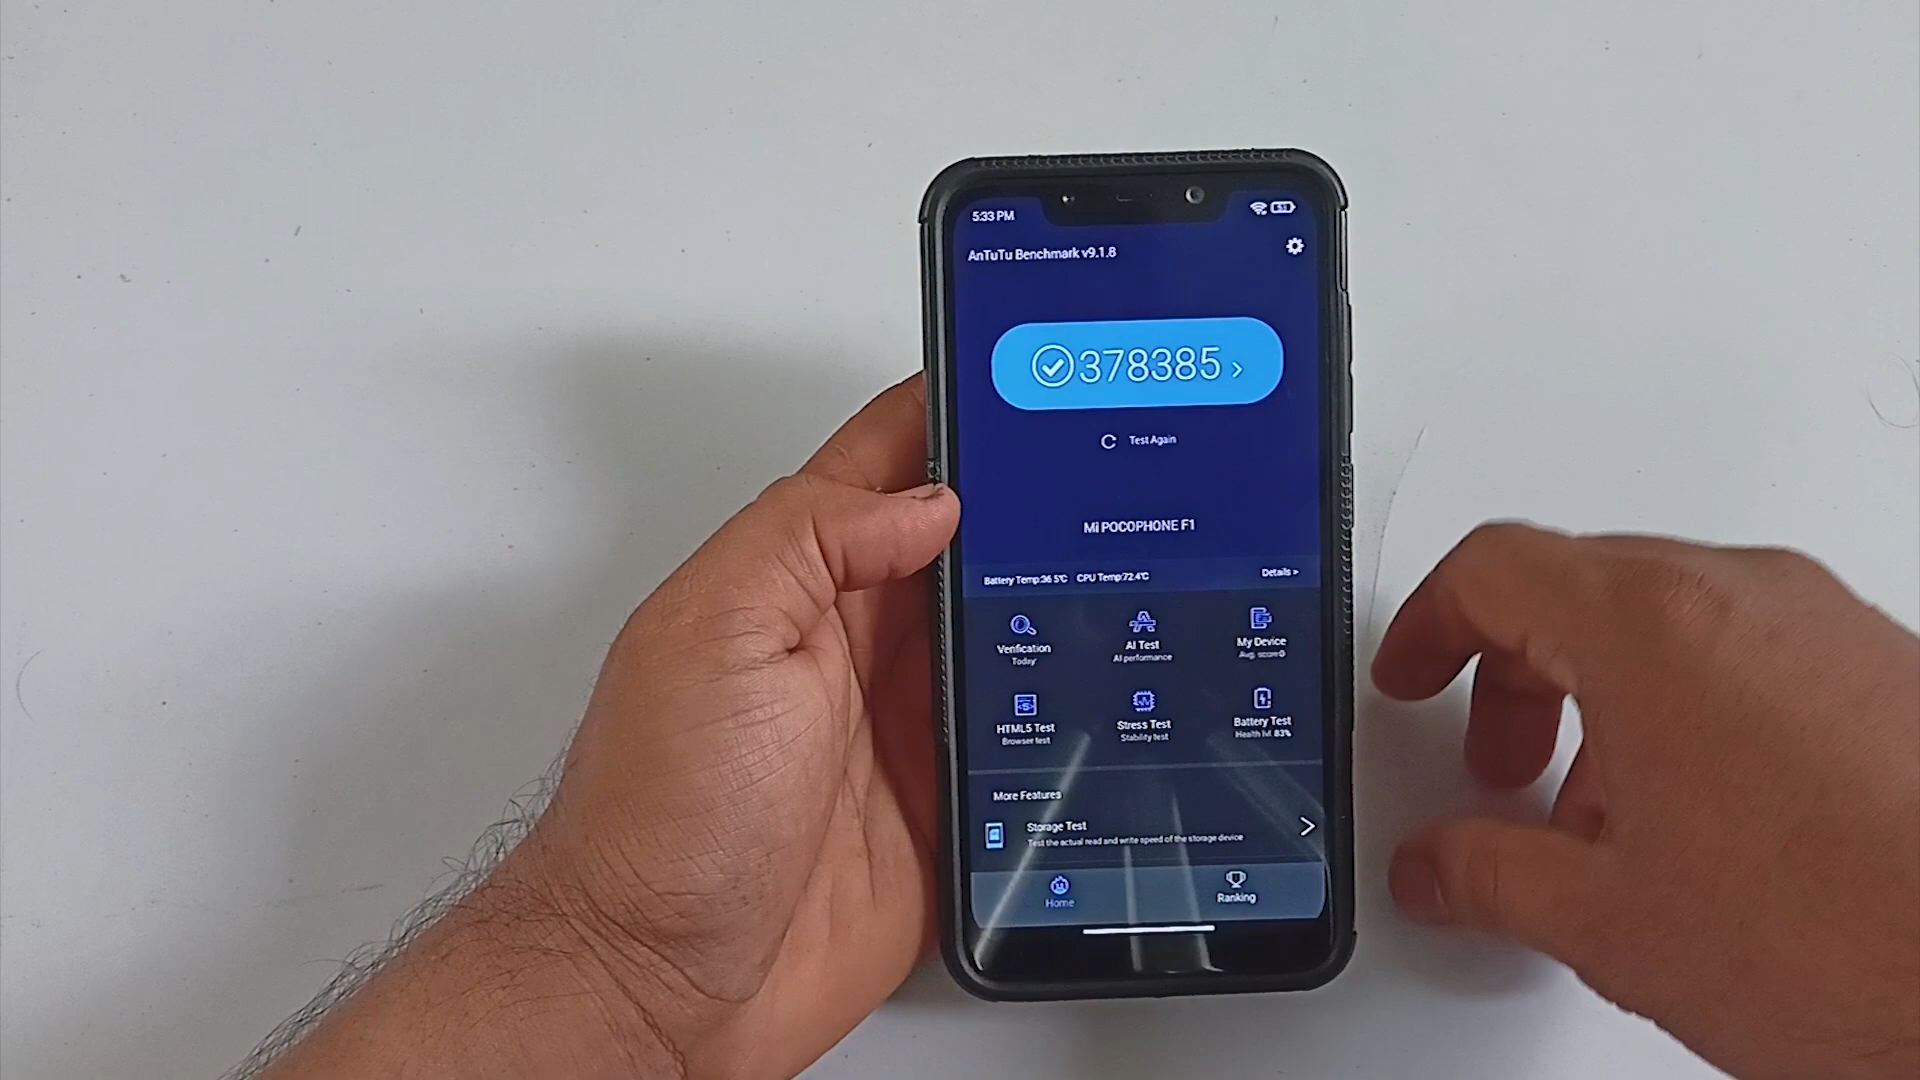 5:33 PM
51
AnTuTu Benchmark v9.1.8
378385 >
Test Again
Mi POCOPHONE F1
Battery Temp:36.5℃ CPU Temp:72.4℃ Details >
Verification
Today
AI Test
AI performance
My Device
Avg. score0
HTML5 Test
Browser test
Stress Test
Stability test
Battery Test
Health lvl. 83%
More Features
Storage Test
Test the actual read and write speed of the storage device
Home
Ranking